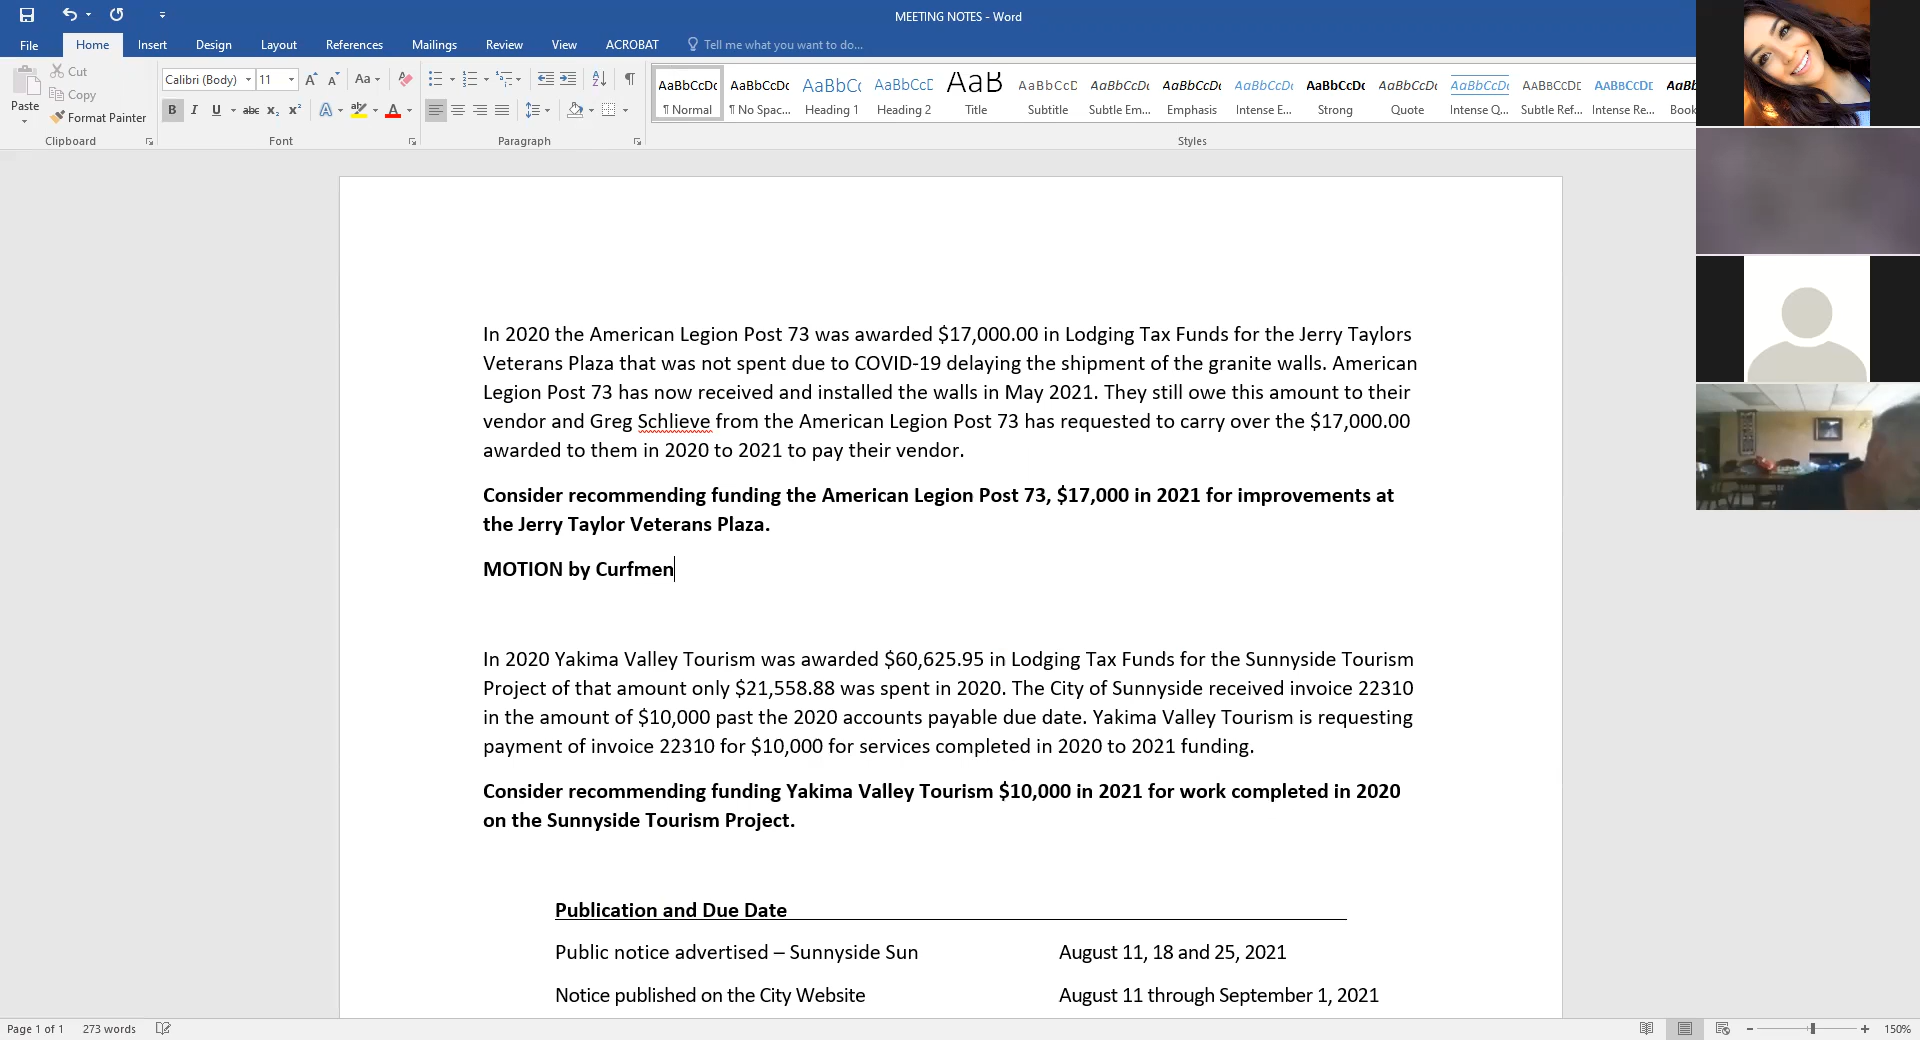 MEETING NOTES - Word
File Home Insert Design Layout References Mailings Review View ACROBAT Tell me what you want to do...
Paste
Cut
Copy
Format Painter
Clipboard
Calibri (Body) 11
Font
Paragraph
AaBbCcDc AaBbCcDc AaBbCc AaBbCcD AaB AaBbCcD AaBbCcDc AaBbCcDc AaBbCcDc AaBbCcDc AaBbCcDc AaBbCcDc AABBCCDE AABBCCDE AaBb
¶ Normal ¶ No Spac... Heading 1 Heading 2 Title Subtitle Subtle Em... Emphasis Intense E... Strong Quote Intense Q... Subtle Ref... Intense Re... Book
Styles
In 2020 the American Legion Post 73 was awarded $17,000.00 in Lodging Tax Funds for the Jerry Taylors
Veterans Plaza that was not spent due to COVID-19 delaying the shipment of the granite walls. American
Legion Post 73 has now received and installed the walls in May 2021. They still owe this amount to their
vendor and Greg Schlieve from the American Legion Post 73 has requested to carry over the $17,000.00
awarded to them in 2020 to 2021 to pay their vendor.
Consider recommending funding the American Legion Post 73, $17,000 in 2021 for improvements at
the Jerry Taylor Veterans Plaza.
MOTION by Curfmen
In 2020 Yakima Valley Tourism was awarded $60,625.95 in Lodging Tax Funds for the Sunnyside Tourism
Project of that amount only $21,558.88 was spent in 2020. The City of Sunnyside received invoice 22310
in the amount of $10,000 past the 2020 accounts payable due date. Yakima Valley Tourism is requesting
payment of invoice 22310 for $10,000 for services completed in 2020 to 2021 funding.
Consider recommending funding Yakima Valley Tourism $10,000 in 2021 for work completed in 2020
on the Sunnyside Tourism Project.
Publication and Due Date
Public notice advertised – Sunnyside Sun August 11, 18 and 25, 2021
Notice published on the City Website August 11 through September 1, 2021
Page 1 of 1 273 words 150%